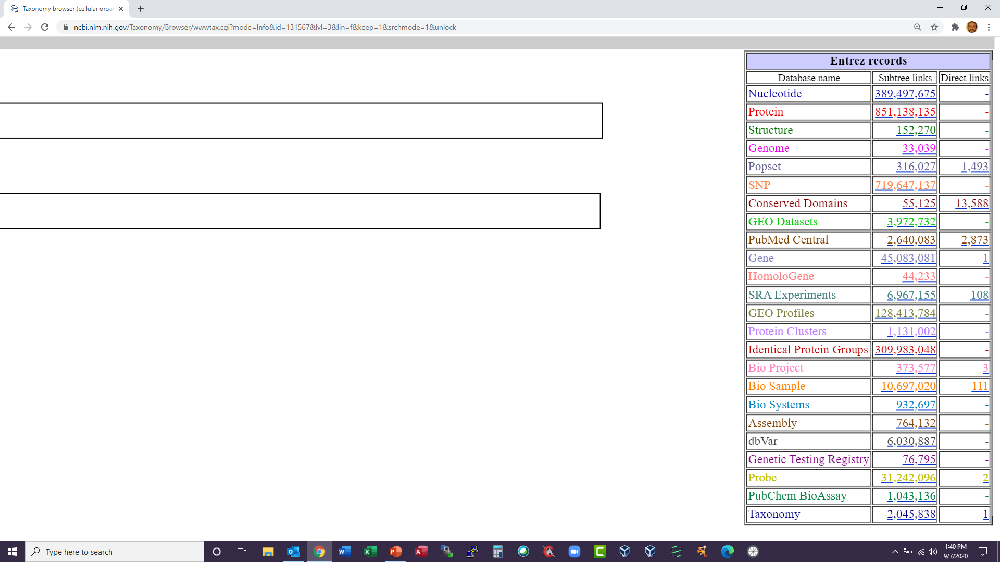 Taxonomy browser (cellular orga
ncbi.nlm.nih.gov/Taxonomy/Browser/wwwtax.cgi?mode=Info&id=131567&lvl=3&lin=f&keep=1&srchmode=1&unlock
Entrez records
Database name Subtree links Direct links
Nucleotide 389,497,675 -
Protein 851,138,135 -
Structure 152,270 -
Genome 33,039 -
Popset 316,027 1,493
SNP 719,647,137 -
Conserved Domains 55,125 13,588
GEO Datasets 3,972,732 -
PubMed Central 2,640,083 2,873
Gene 45,083,081 1
HomoloGene 44,233 -
SRA Experiments 6,967,155 108
GEO Profiles 128,413,784 -
Protein Clusters 1,131,002 -
Identical Protein Groups 309,983,048 -
Bio Project 373,577 3
Bio Sample 10,697,020 111
Bio Systems 932,697 -
Assembly 764,132 -
dbVar 6,030,887 -
Genetic Testing Registry 76,795 -
Probe 31,242,096 2
PubChem BioAssay 1,043,136 -
Taxonomy 2,045,838 1
Type here to search
1:40 PM
9/7/2020